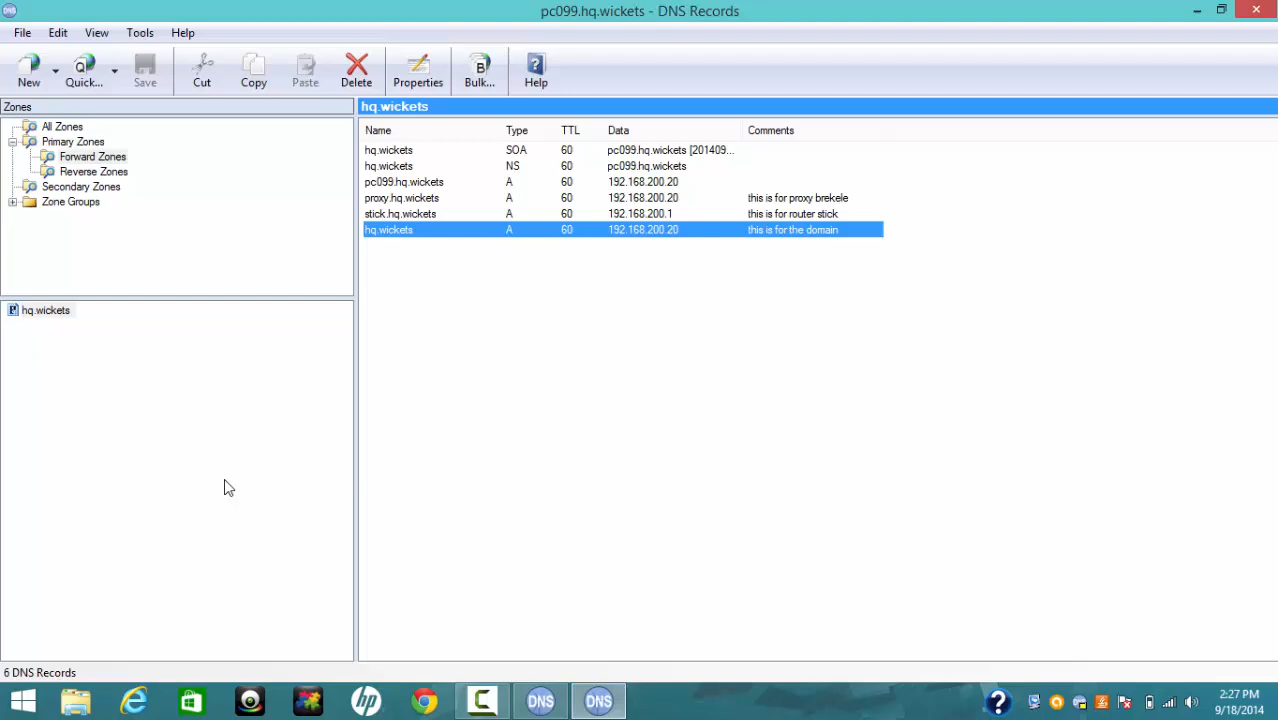 DNS
pc099.hq.wickets - DNS Records
File Edit View Tools Help
New Quick... Save Cut Copy Paste Delete Properties Bulk... Help
Zones
All Zones
Primary Zones
Forward Zones
Reverse Zones
Secondary Zones
Zone Groups
hq.wickets
hq.wickets
Name Type TTL Data Comments
hq.wickets SOA 60 pc099.hq.wickets [201409...
hq.wickets NS 60 pc099.hq.wickets
pc099.hq.wickets A 60 192.168.200.20
proxy.hq.wickets A 60 192.168.200.20 this is for proxy brekele
stick.hq.wickets A 60 192.168.200.1 this is for router stick
hq.wickets A 60 192.168.200.20 this is for the domain
6 DNS Records
hp DNS DNS
2:27 PM
9/18/2014